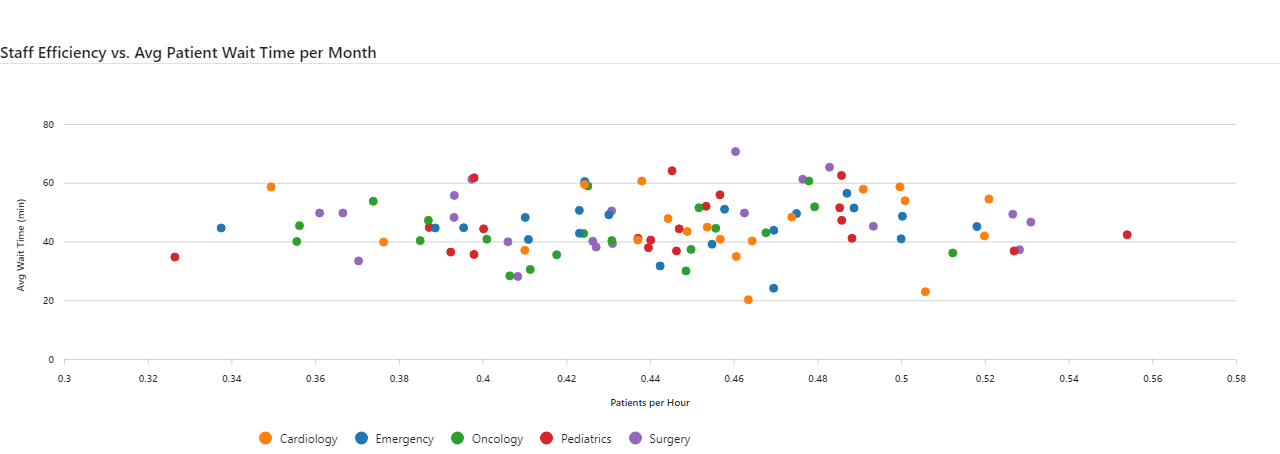 Staff Efficiency vs. Avg Patient Wait Time per Month
Avg Wait Time (min)
80
60
40
20
0
0.3 0.32 0.34 0.36 0.38 0.4 0.42 0.44 0.46 0.48 0.5 0.52 0.54 0.56 0.58
Patients per Hour
Cardiology Emergency Oncology Pediatrics Surgery